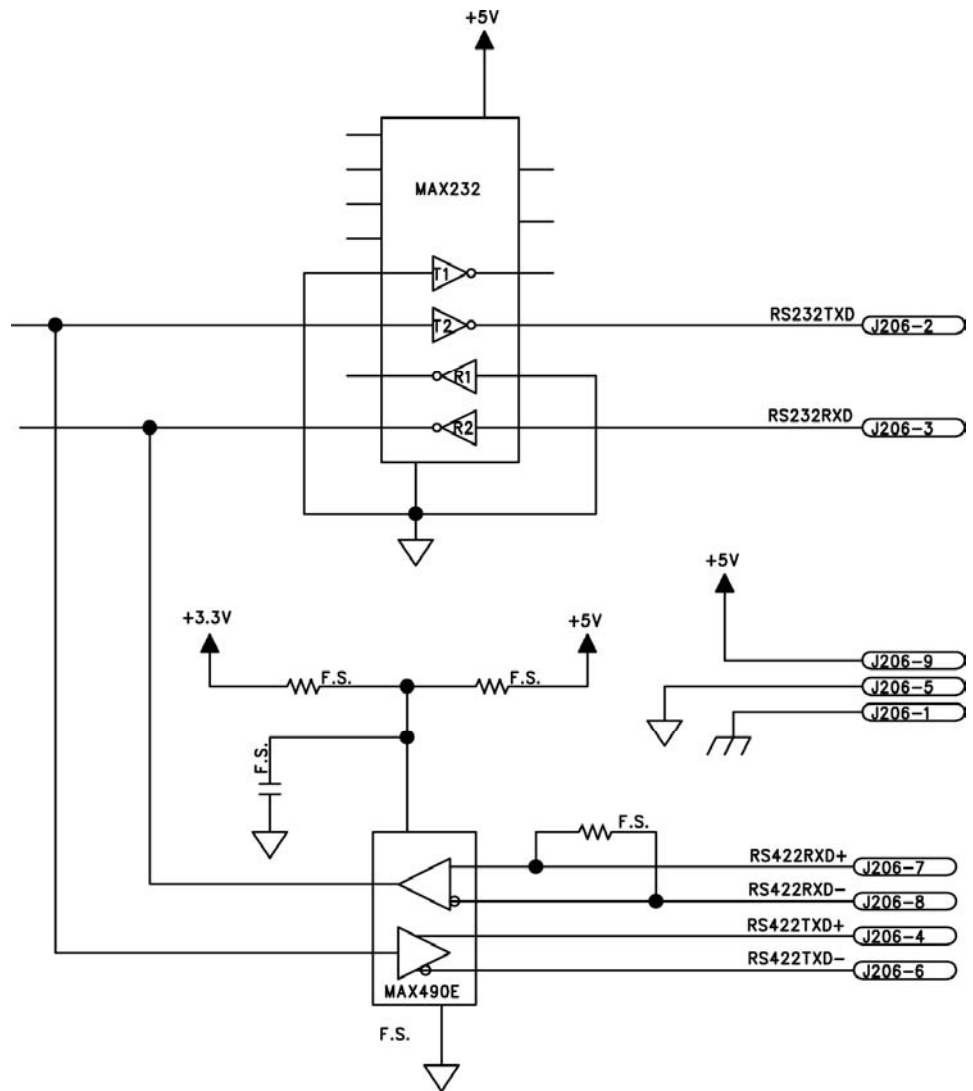 +5V
MAX232
T1
T2
RS232TXD
J206-2
R1
R2
RS232RXD
J206-3
+5V
+3.3V
+5V
F.S.
F.S.
J206-9
J206-5
J206-1
F.S.
F.S.
RS422RXD+
J206-7
RS422RXD-
J206-8
RS422TXD+
J206-4
RS422TXD-
J206-6
MAX490E
F.S.